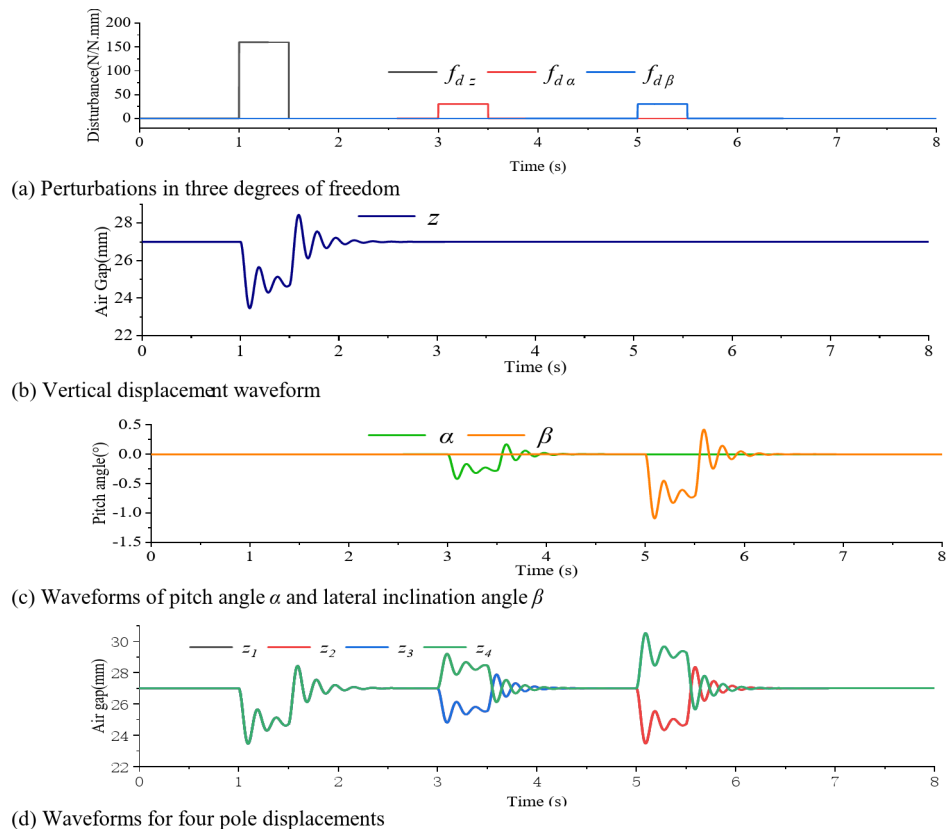 200
150
100
50
0
Disturbance(N/N.mm)
f d z f d α f d β
0 1 2 3 4 5 6 7 8
Time (s)
(a) Perturbations in three degrees of freedom
28
26
24
22
Air Gap(mm)
z
0 1 2 3 4 5 6 7 8
Time (s)
(b) Vertical displacement waveform
0.5
0.0
-0.5
-1.0
-1.5
Pitch angle(°)
α β
0 1 2 3 4 5 6 7 8
Time (s)
(c) Waveforms of pitch angle α and lateral inclination angle β
30
28
26
24
22
Air gap(mm)
z1 z2 z3 z4
0 1 2 3 4 5 6 7 8
Time (s)
(d) Waveforms for four pole displacements